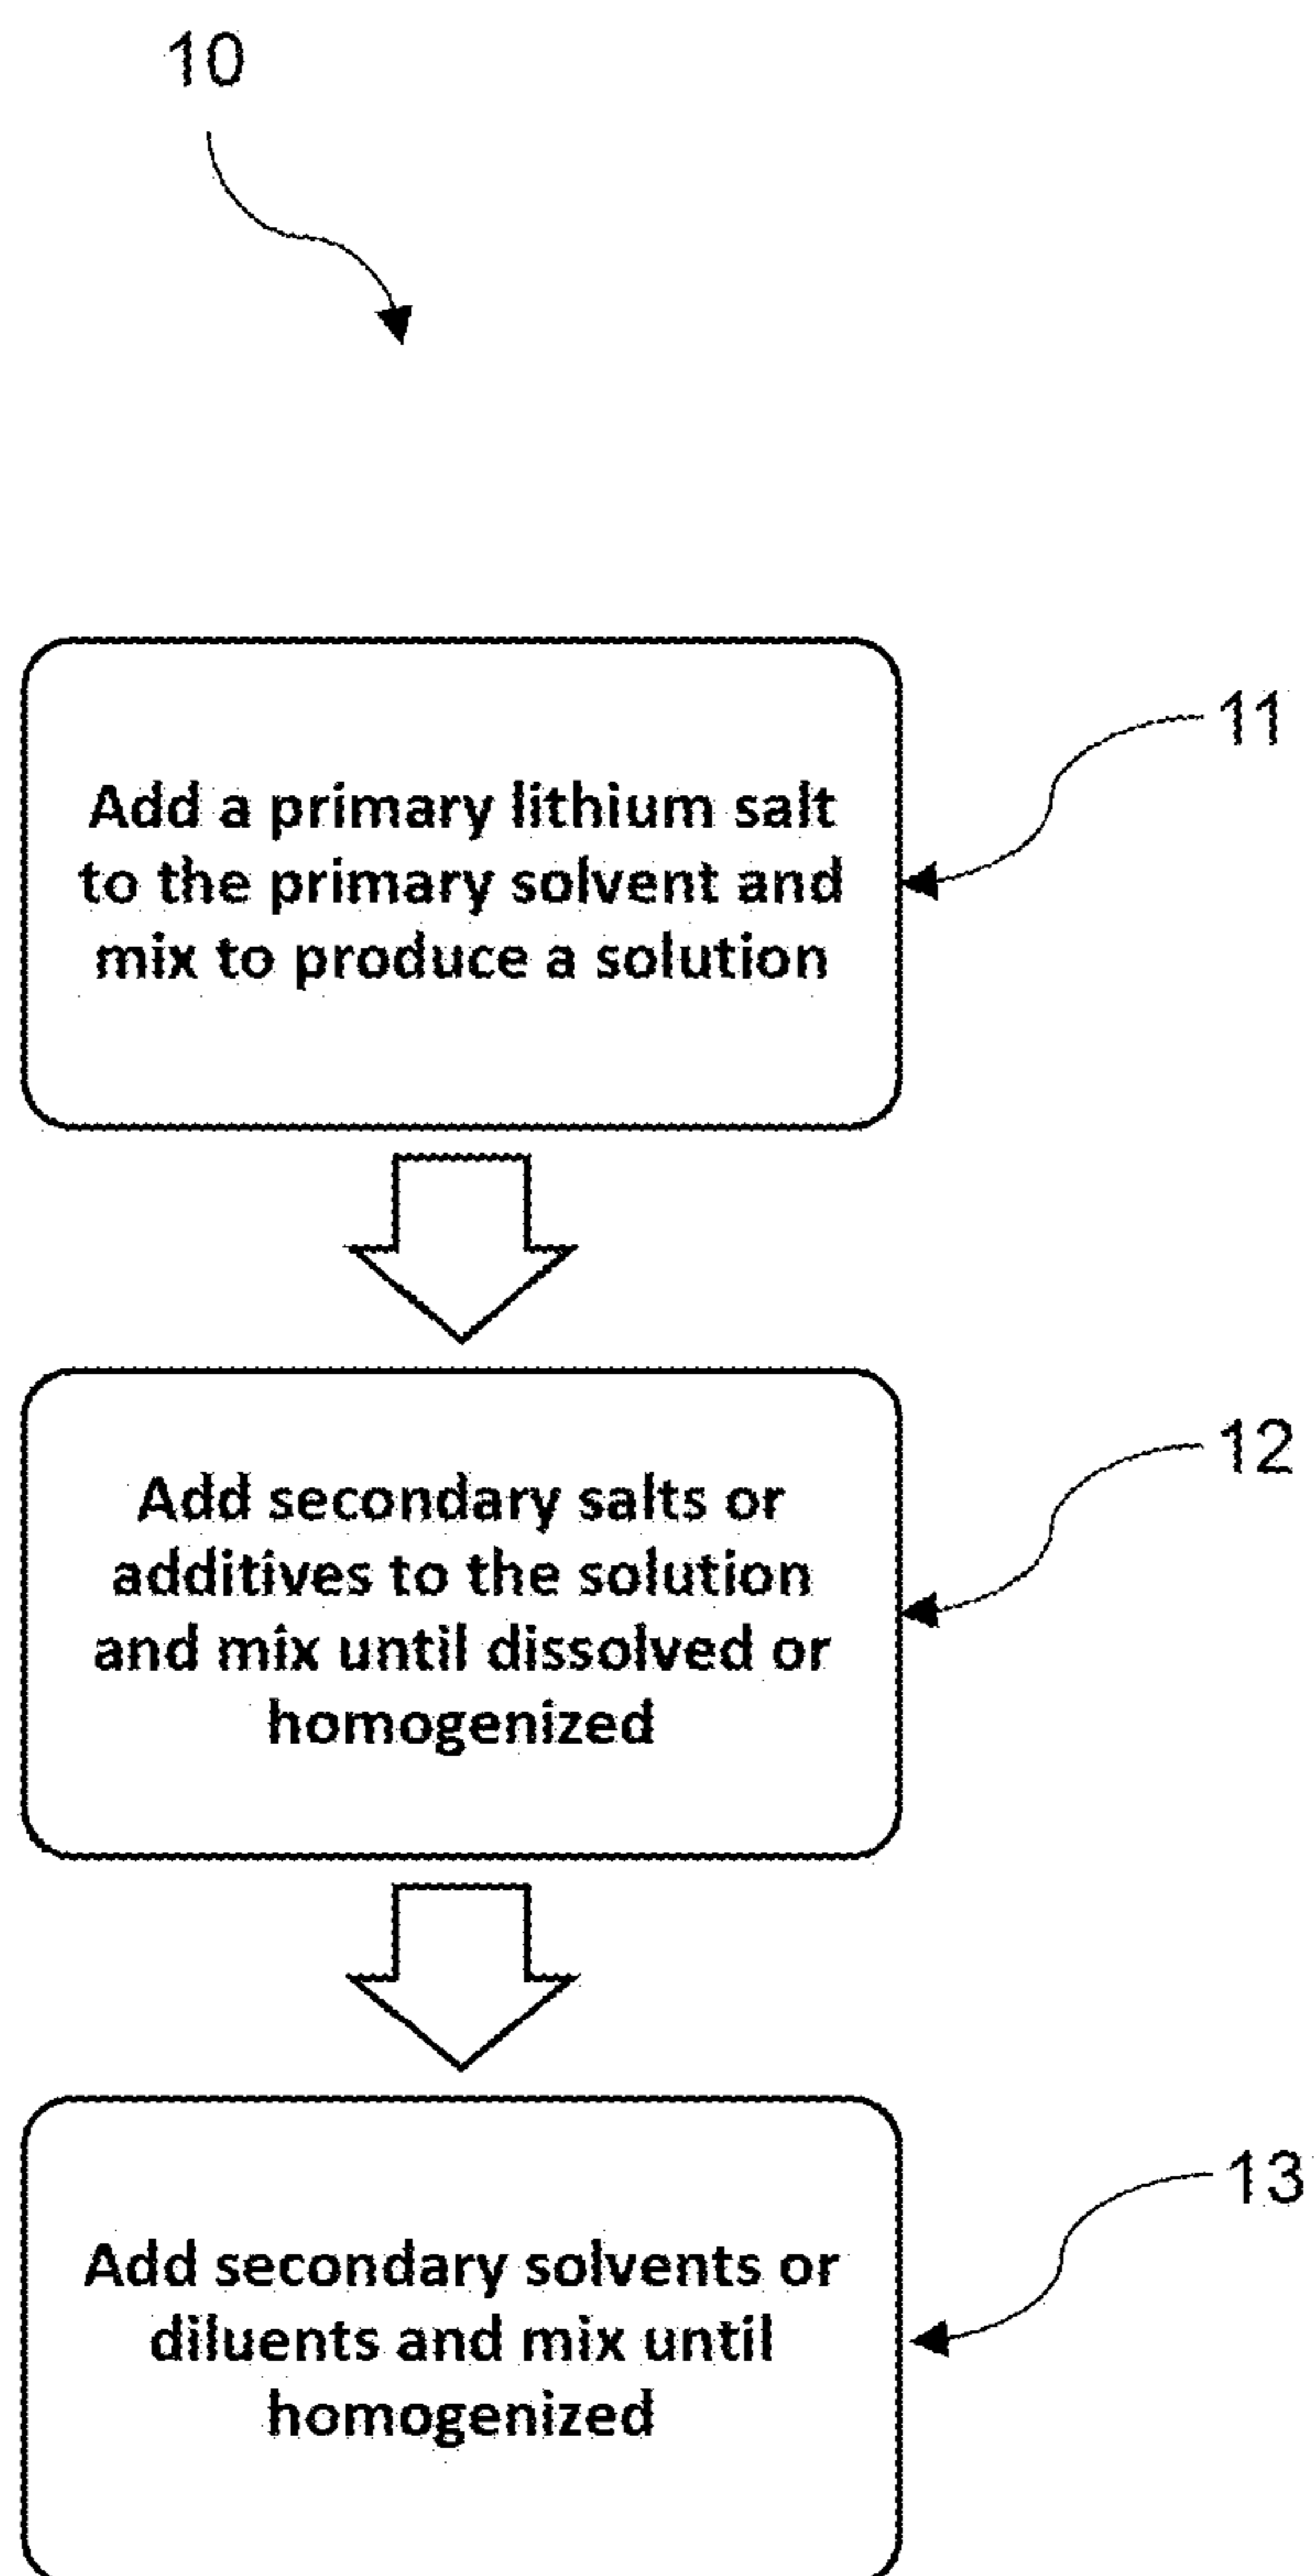 10
11
Add a primary lithium salt
to the primary solvent and
mix to produce a solution
12
Add secondary salts or
additives to the solution
and mix until dissolved or
homogenized
13
Add secondary solvents or
diluents and mix until
homogenized